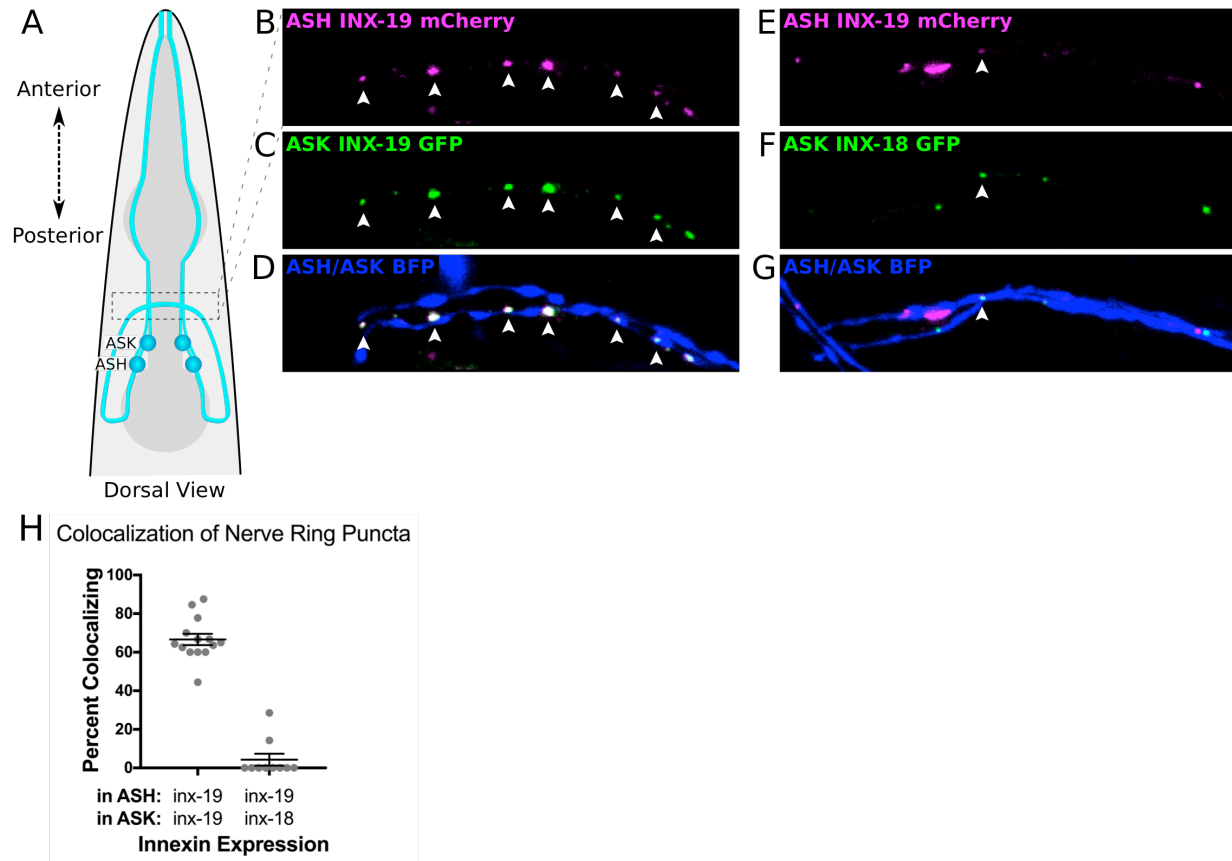 A
Anterior
Posterior
ASK
ASH
Dorsal View
B
ASH INX-19 mCherry
C
ASK INX-19 GFP
D
ASH/ASK BFP
E
ASH INX-19 mCherry
F
ASK INX-18 GFP
G
ASH/ASK BFP
H
Colocalization of Nerve Ring Puncta
Percent Colocalizing
100
80
60
40
20
0
in ASH: inx-19 inx-19
in ASK: inx-19 inx-18
Innexin Expression